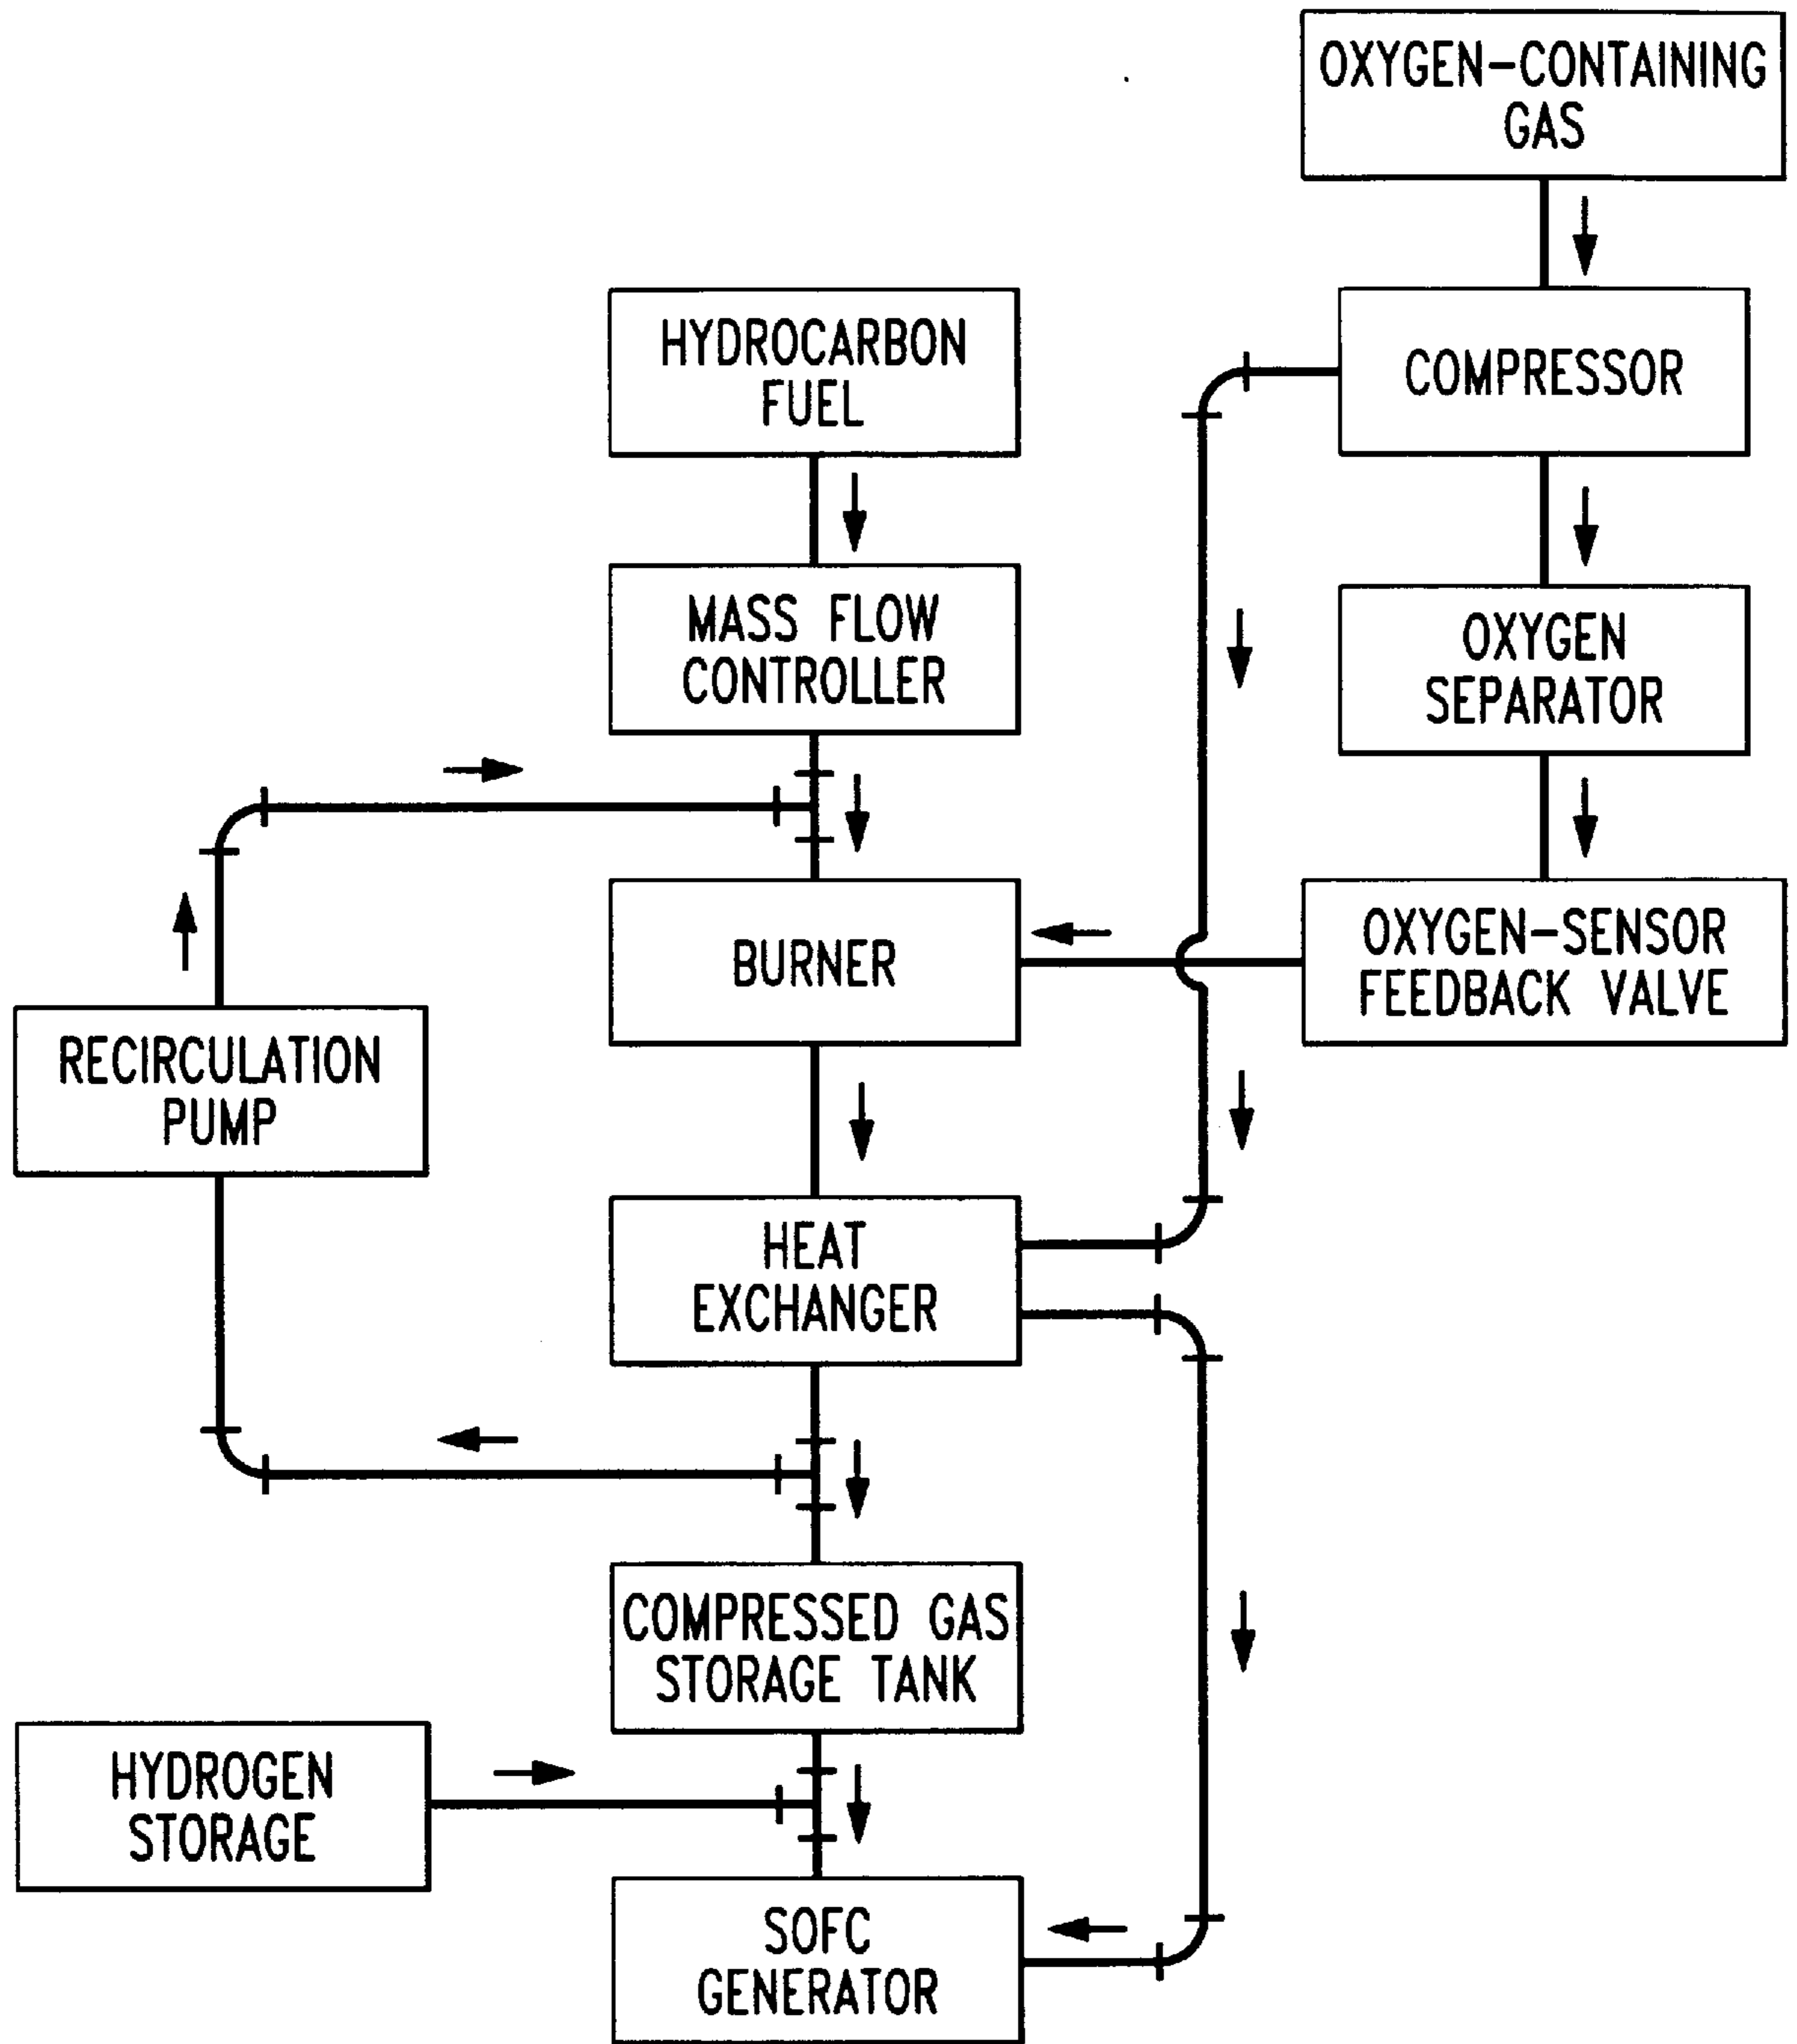 OXYGEN-CONTAINING
GAS
HYDROCARBON
FUEL
COMPRESSOR
MASS FLOW
CONTROLLER
OXYGEN
SEPARATOR
BURNER
OXYGEN-SENSOR
FEEDBACK VALVE
RECIRCULATION
PUMP
HEAT
EXCHANGER
COMPRESSED GAS
STORAGE TANK
HYDROGEN
STORAGE
SOFC
GENERATOR